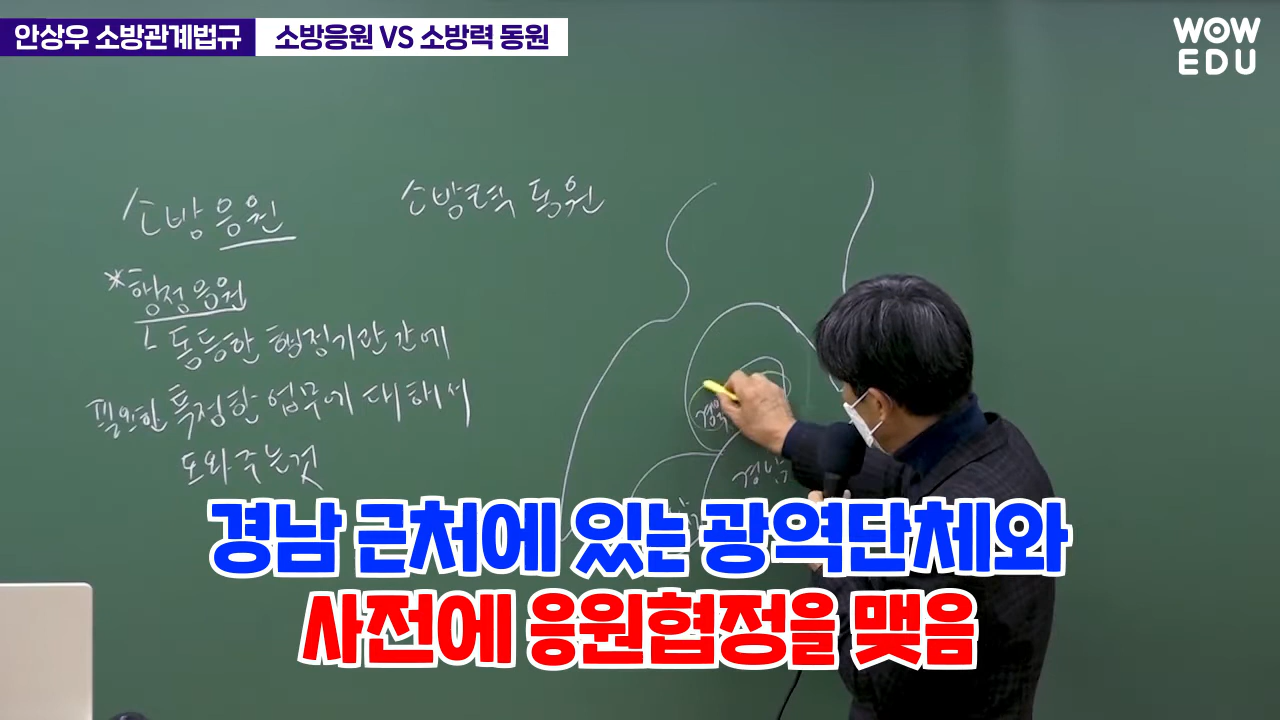 안상우 소방관계법규
소방응원 VS 소방력 동원
WOW
EDU
소방응원
소방력 동원
*행정응원
ㄴ 동등한 행정기관 간에
필요한 특정한 업무에 대해서
도와주는것
경북
경남
경남 근처에 있는 광역단체와
사전에 응원협정을 맺음